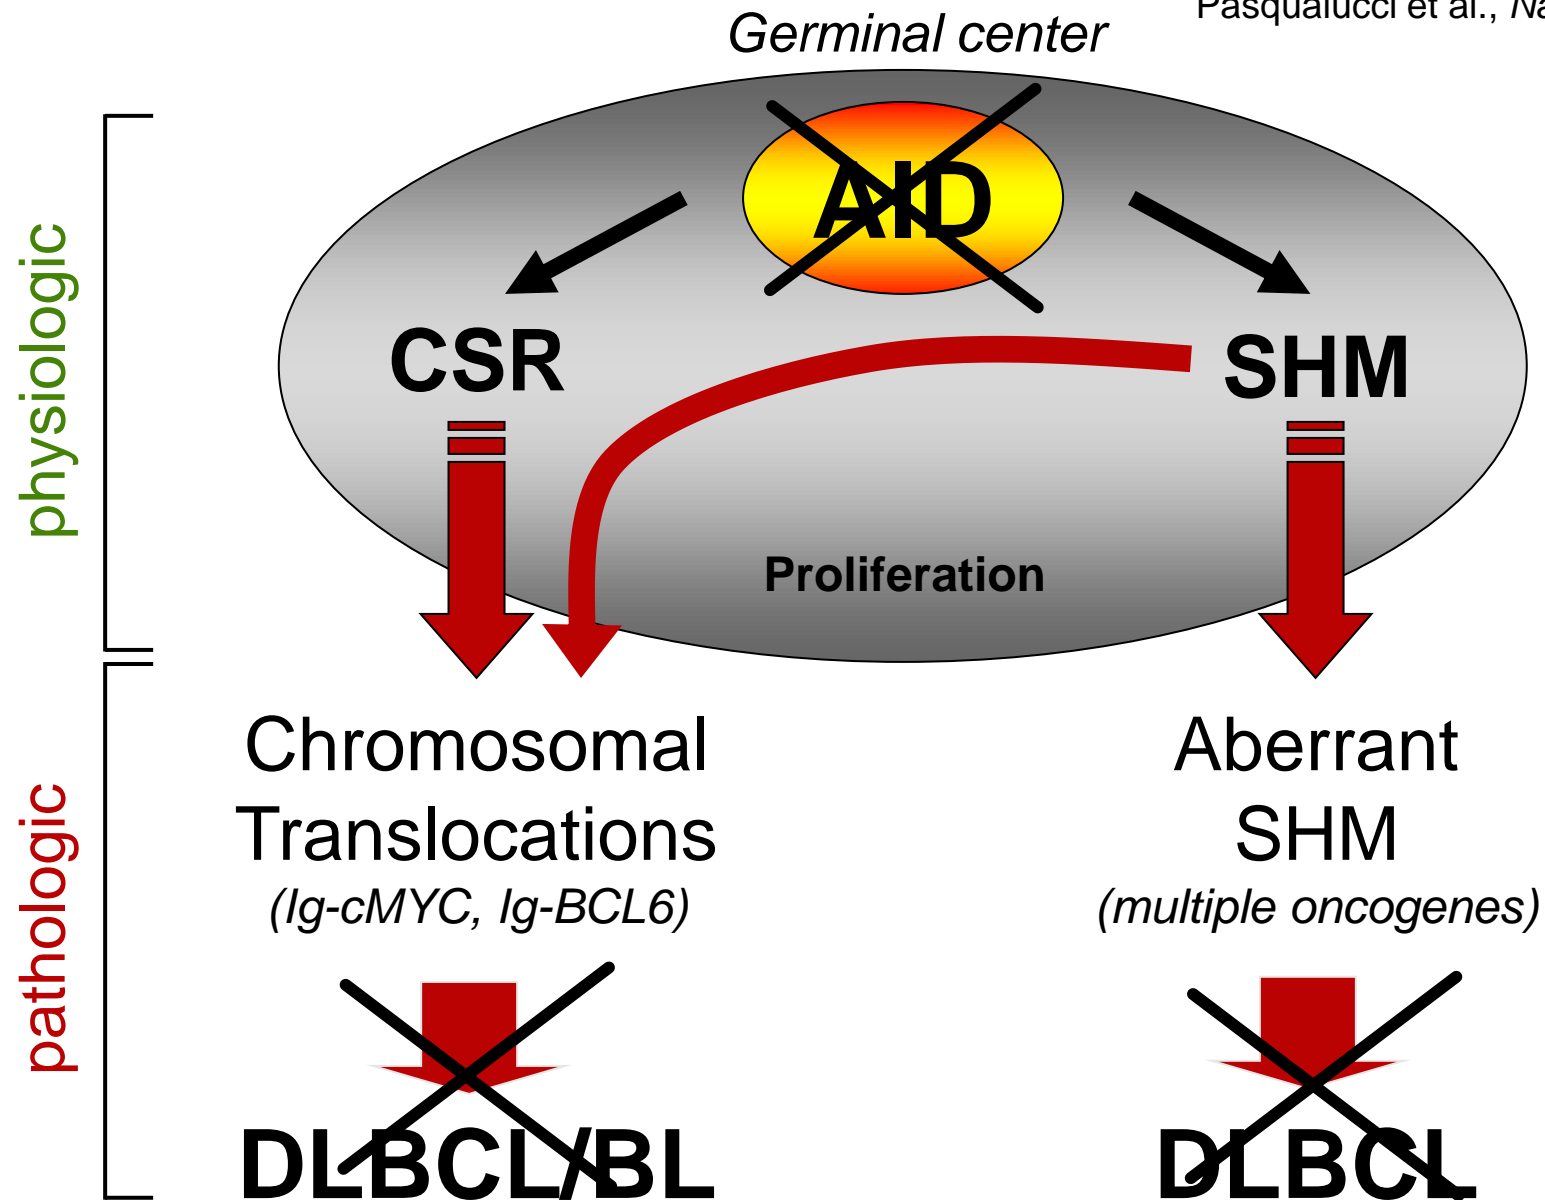 Pasqualucci et al.,
Germinal center
AID
CSR
SHM
Proliferation
physiologic
Chromosomal
Translocations
(Ig-cMYC, Ig-BCL6)
Aberrant
SHM
(multiple oncogenes)
pathologic
DLBCL/BL
DLBCL